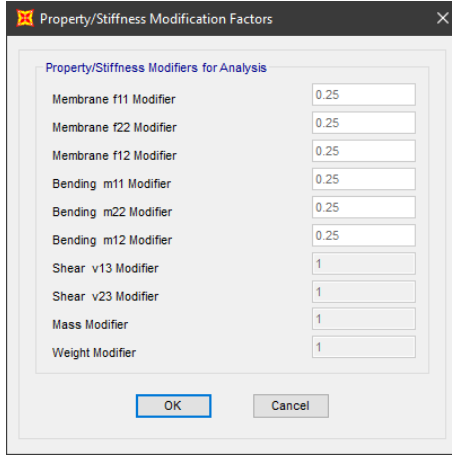 Property/Stiffness Modification Factors
Property/Stiffness Modifiers for Analysis
Membrane f11 Modifier 0.25
Membrane f22 Modifier 0.25
Membrane f12 Modifier 0.25
Bending m11 Modifier 0.25
Bending m22 Modifier 0.25
Bending m12 Modifier 0.25
Shear v13 Modifier 1
Shear v23 Modifier 1
Mass Modifier 1
Weight Modifier 1
OK Cancel